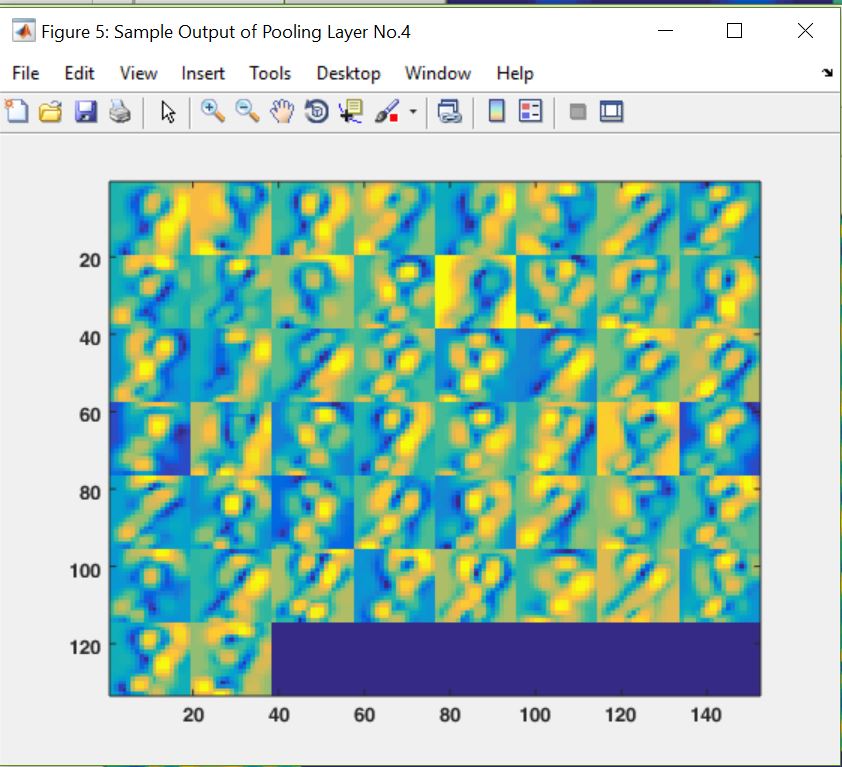 Figure 5: Sample Output of Pooling Layer No.4
File Edit View Insert Tools Desktop Window Help
20
40
60
80
100
120
20 40 60 80 100 120 140